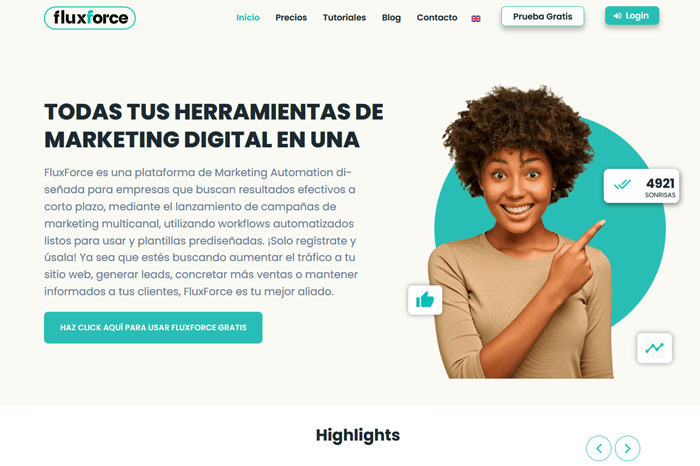 fluxforce
Inicio Precios Tutoriales Blog Contacto Prueba Gratis Login
TODAS TUS HERRAMIENTAS DE
MARKETING DIGITAL EN UNA
FluxForce es una plataforma de Marketing Automation di-
señada para empresas que buscan resultados efectivos a
corto plazo, mediante el lanzamiento de campañas de
marketing multicanal, utilizando workflows automatizados
listos para usar y plantillas prediseñadas. ¡Solo regístrate y
úsala! Ya sea que estés buscando aumentar el tráfico a tu
sitio web, generar leads, concretar más ventas o mantener
informados a tus clientes, FluxForce es tu mejor aliado.
HAZ CLICK AQUÍ PARA USAR FLUXFORCE GRATIS
4921
SONRISAS
Highlights